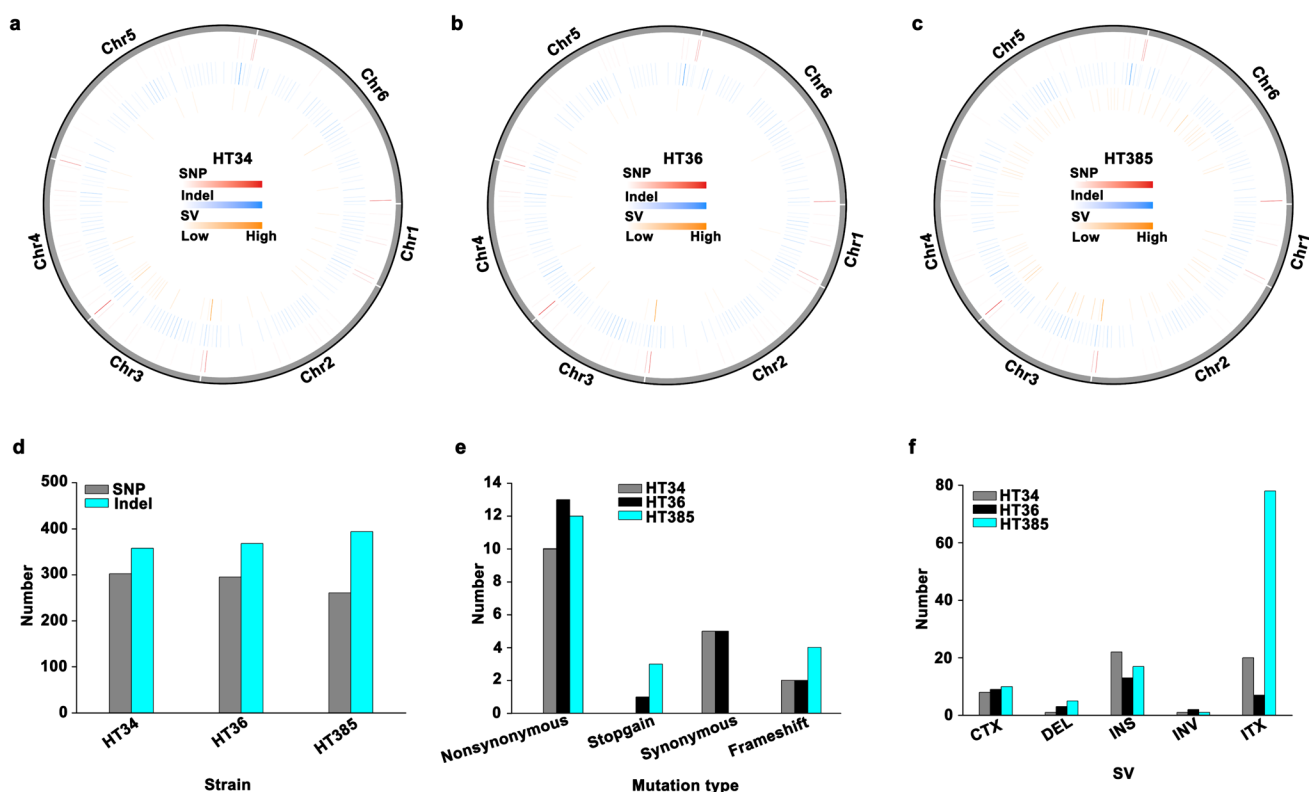 a
Chr5
Chr6
Chr4
Chr1
Chr3
Chr2
HT34
SNP
Indel
SV
Low High
b
Chr5
Chr6
Chr4
Chr1
Chr3
Chr2
HT36
SNP
Indel
SV
Low High
c
Chr5
Chr6
Chr4
Chr1
Chr3
Chr2
HT385
SNP
Indel
SV
Low High
d
SNP
Indel
Number
500
400
300
200
100
0
HT34 HT36 HT385
Strain
e
HT34
HT36
HT385
Number
14
12
10
8
6
4
2
0
Nonsynonymous Stopgain Synonymous Frameshift
Mutation type
f
HT34
HT36
HT385
Number
80
60
40
20
0
CTX DEL INS INV ITX
SV